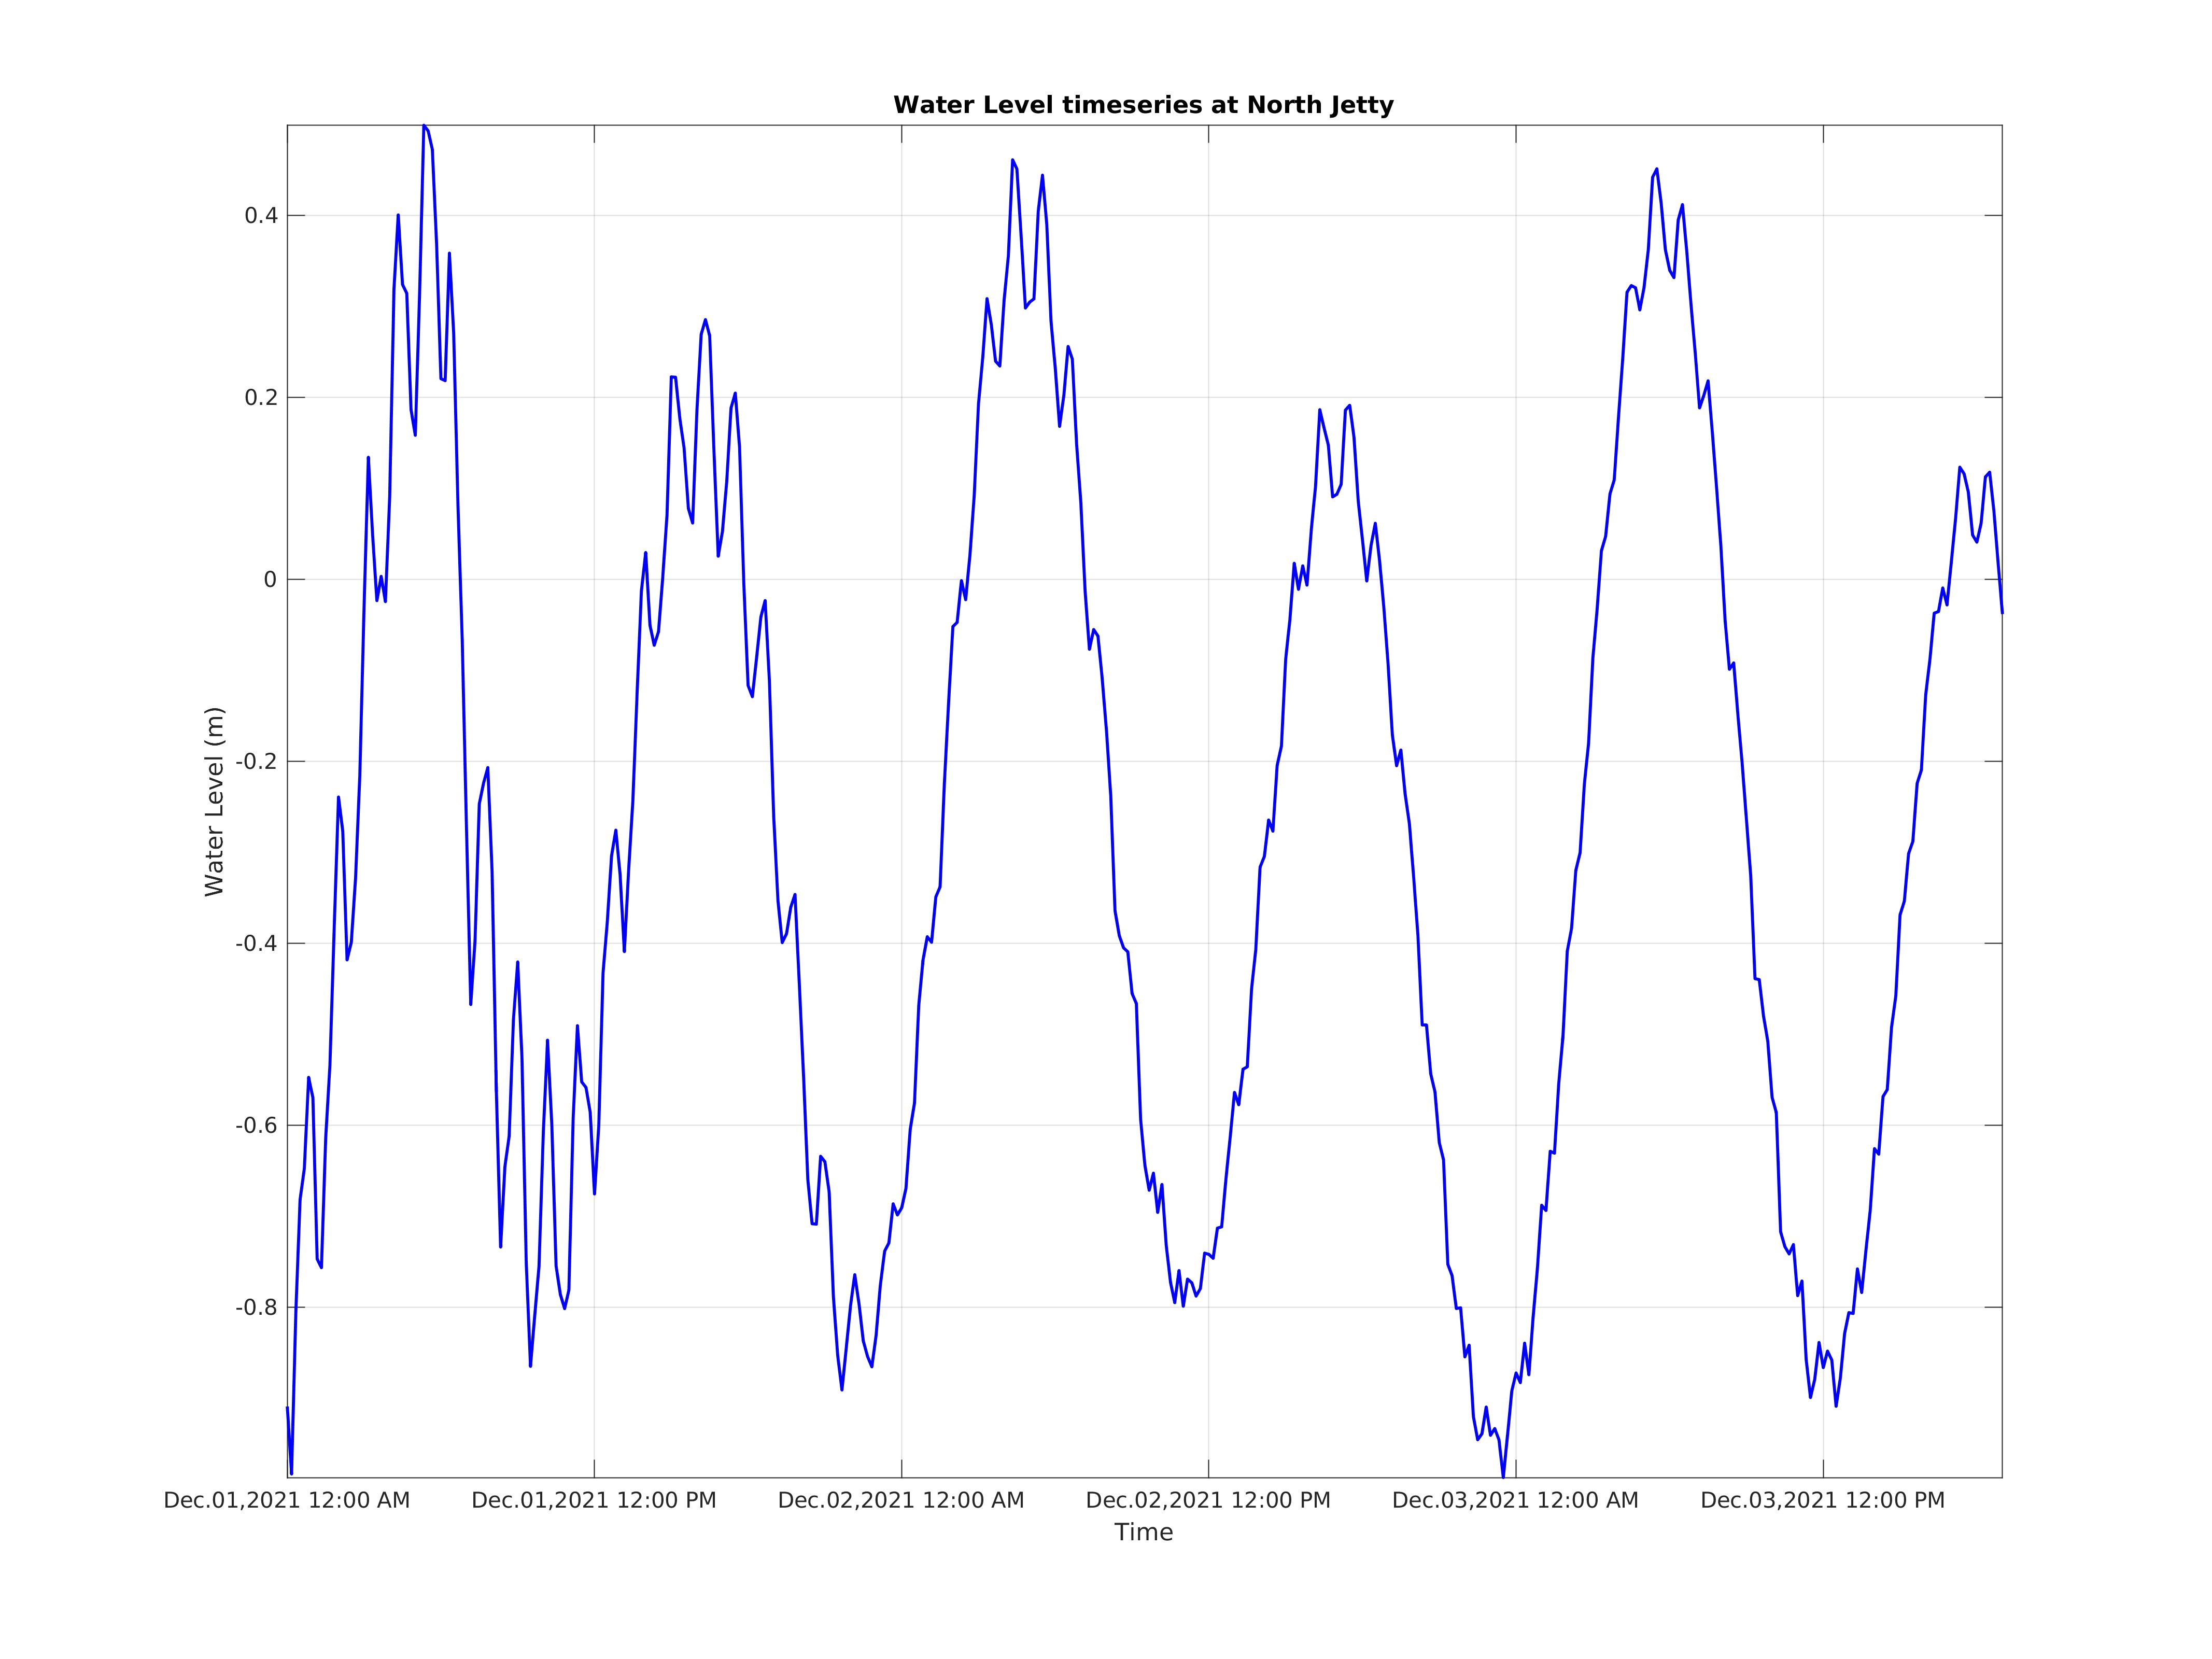 Water Level timeseries at North Jetty
0.4
0.2
0
-0.2
-0.4
-0.6
-0.8
Water Level (m)
Dec.01,2021 12:00 AM Dec.01,2021 12:00 PM Dec.02,2021 12:00 AM Dec.02,2021 12:00 PM Dec.03,2021 12:00 AM Dec.03,2021 12:00 PM
Time